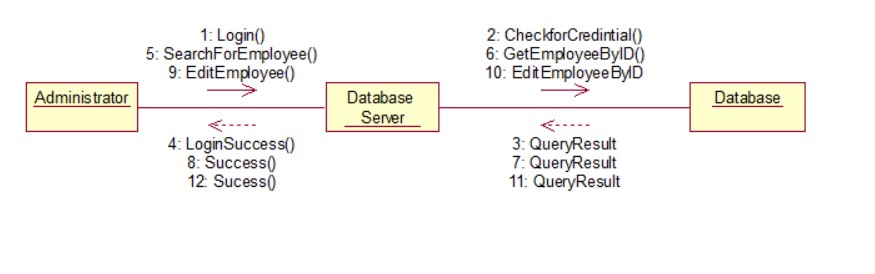 1: Login()
5: SearchForEmployee()
9: EditEmployee()
2: CheckforCredintial()
6: GetEmployeeByID()
10: EditEmployeeByID
Administrator
Database
Server
Database
4: LoginSuccess()
8: Success()
12: Sucess()
3: QueryResult
7: QueryResult
11: QueryResult